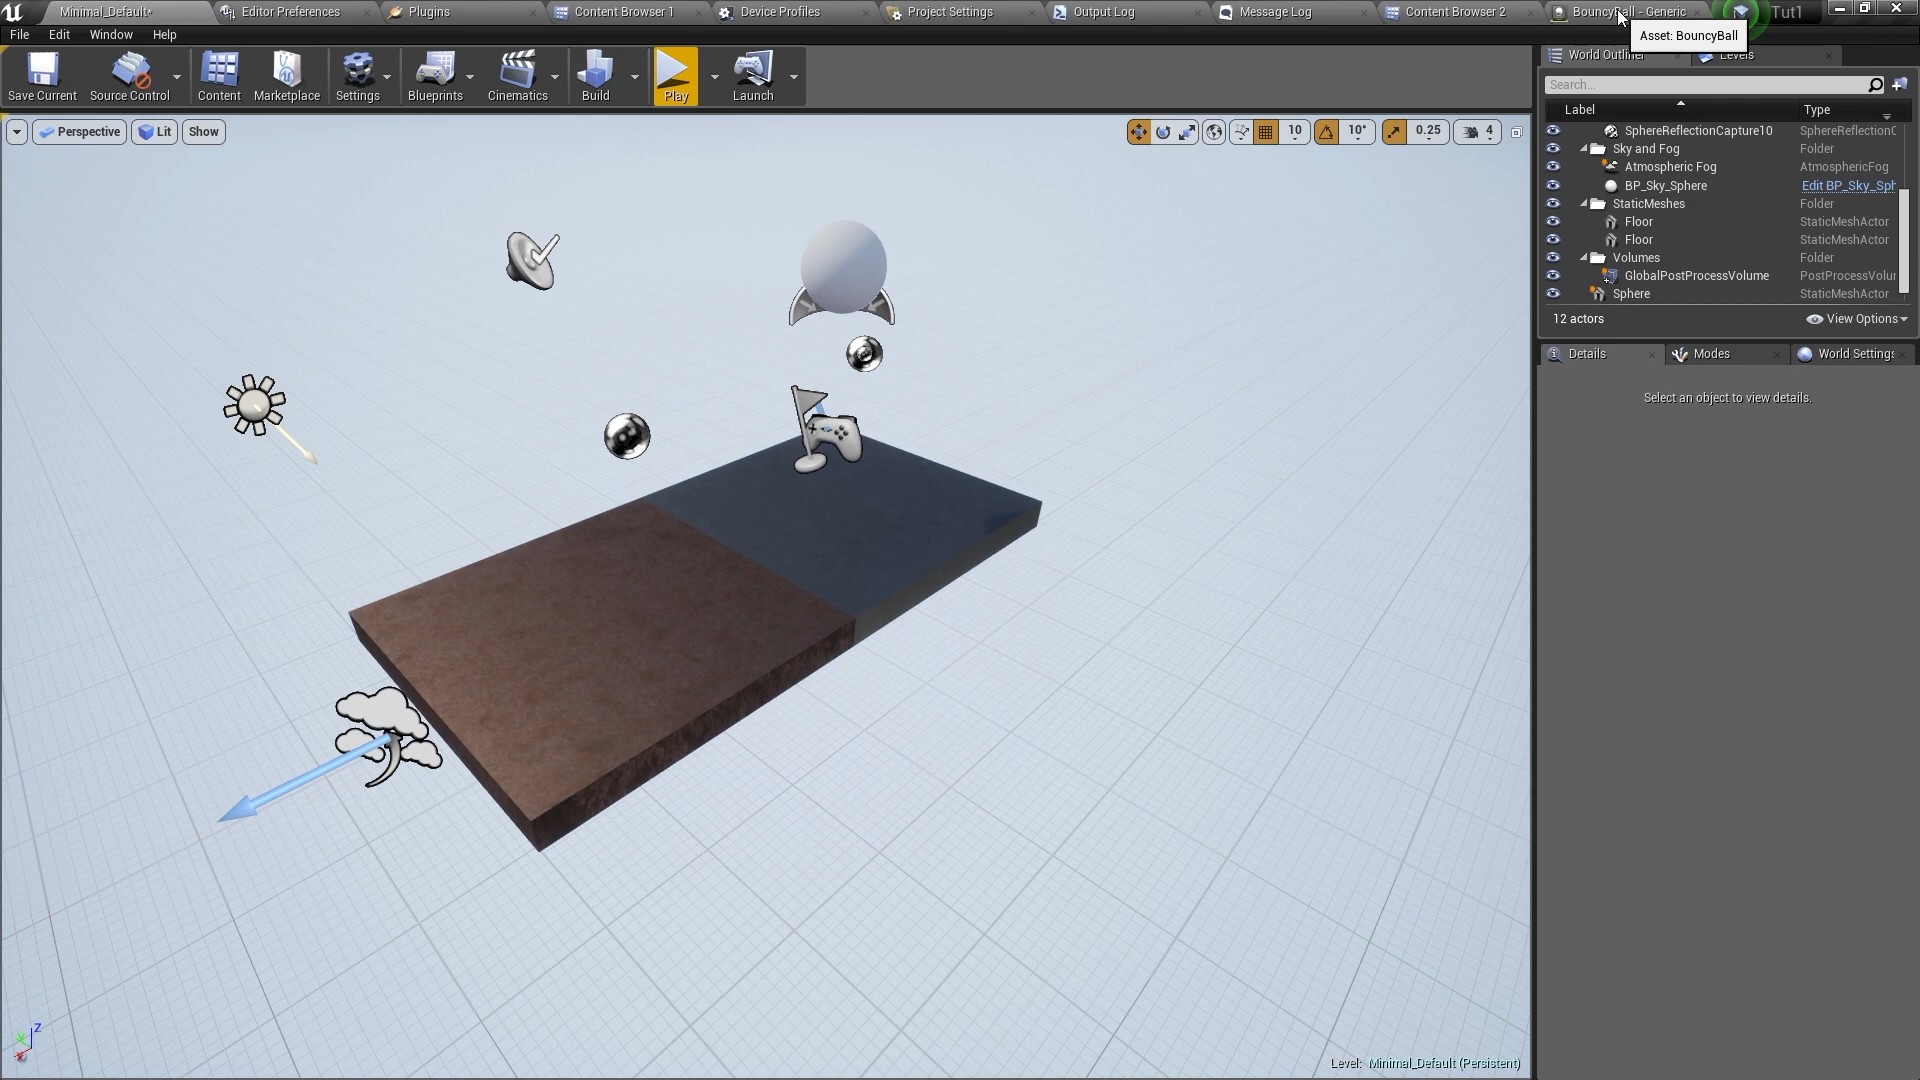 Minimal_Default* Editor Preferences Plugins Content Browser 1 Device Profiles Project Settings Output Log Message Log Content Browser 2 BouncyBall - Generic Tut1
File Edit Window Help
Asset: BouncyBall
World Outliner Levels
Save Current Source Control Content Marketplace Settings Blueprints Cinematics Build Play Launch
Search...
Label Type
Perspective Lit Show 10 10° 0.25 4
SphereReflectionCapture10 SphereReflectionC
Sky and Fog Folder
Atmospheric Fog AtmosphericFog
BP_Sky_Sphere Edit BP_Sky_Sph
StaticMeshes Folder
Floor StaticMeshActor
Floor StaticMeshActor
Volumes Folder
GlobalPostProcessVolume PostProcessVolu
Sphere StaticMeshActor
12 actors View Options
Details Modes World Settings
Select an object to view details.
Z
Level: Minimal_Default (Persistent)